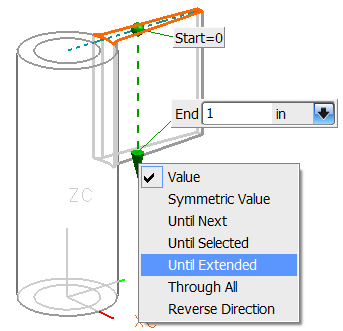 Start=0
End 1 in
Value
Symmetric Value
Until Next
Until Selected
Until Extended
Through All
Reverse Direction
ZC